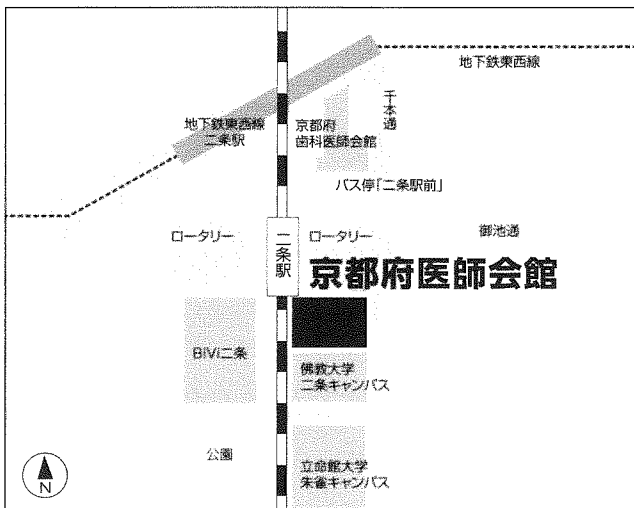 地下鉄東西線
千本通
地下鉄東西線
二条駅
京都府
歯科医師会館
バス停「二条駅前」
ロータリー
二条駅
ロータリー
御池通
京都府医師会館
BiVi二条
佛教大学
二条キャンパス
公園
立命館大学
朱雀キャンパス
N